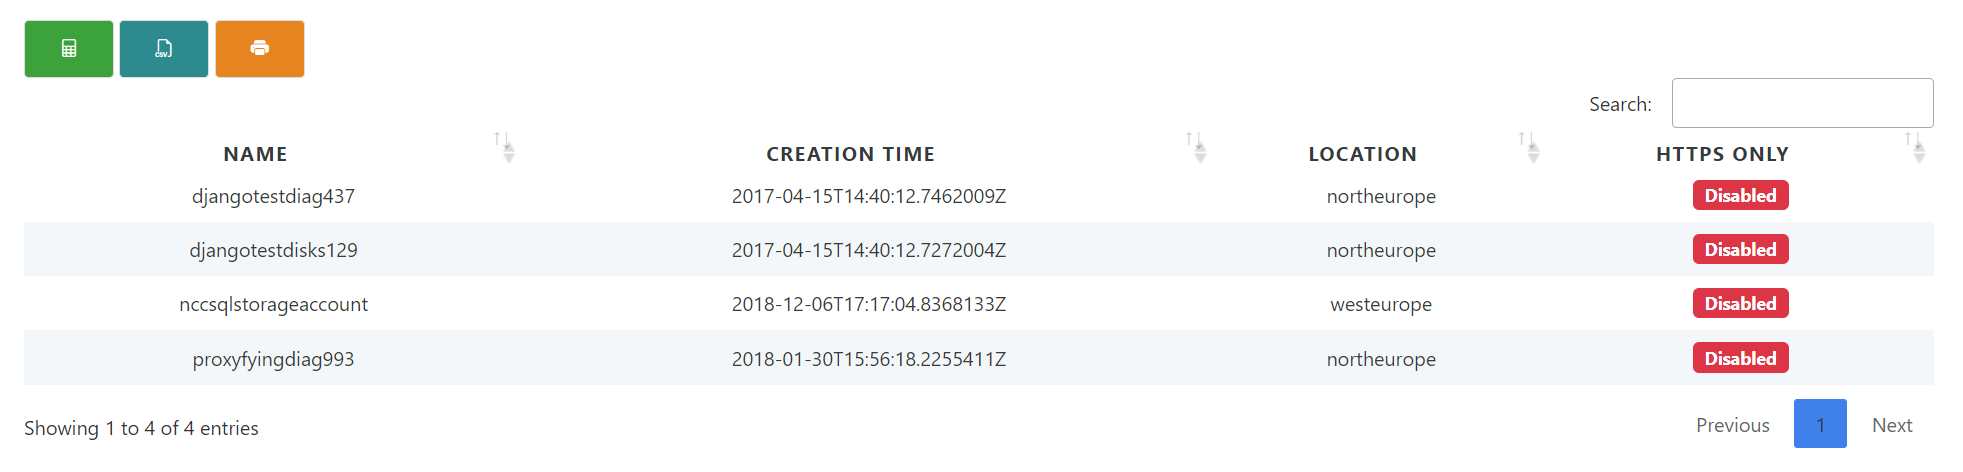 CSV
Search:
NAME CREATION TIME LOCATION HTTPS ONLY
djangotestdiag437 2017-04-15T14:40:12.7462009Z northeurope Disabled
djangotestdisks129 2017-04-15T14:40:12.7272004Z northeurope Disabled
nccsqlstorageaccount 2018-12-06T17:17:04.8368133Z westeurope Disabled
proxyfyingdiag993 2018-01-30T15:56:18.2255411Z northeurope Disabled
Showing 1 to 4 of 4 entries Previous 1 Next